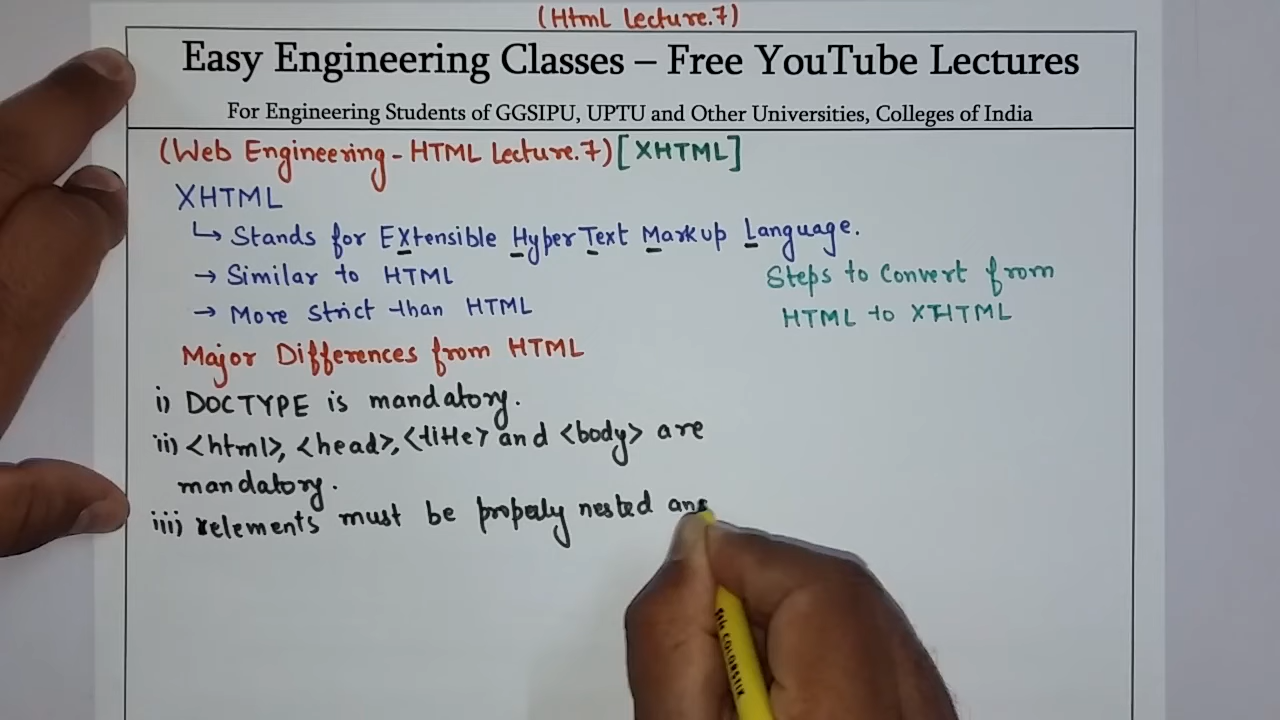 (Html Lecture.7)
Easy Engineering Classes – Free YouTube Lectures
For Engineering Students of GGSIPU, UPTU and Other Universities, Colleges of India
(Web Engineering - HTML Lecture.7) [XHTML]
XHTML
↳ Stands for EXtensible HyperText Markup Language.
→ Similar to HTML
→ More strict than HTML
Steps to Convert from
HTML to XHTML
Major Differences from HTML
i) DOCTYPE is mandatory.
ii) <html>, <head>, <title> and <body> are
mandatory.
iii) elements must be properly nested